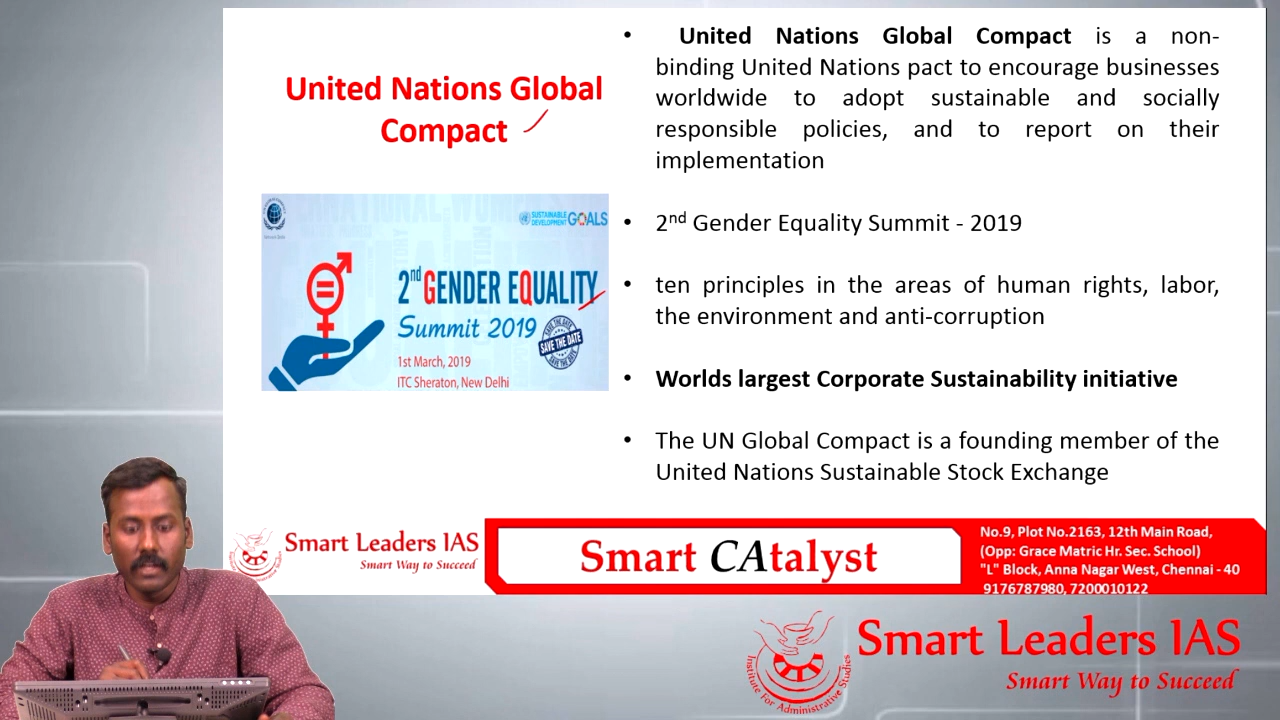 United Nations Global
Compact
• United Nations Global Compact is a non-
binding United Nations pact to encourage businesses
worldwide to adopt sustainable and socially
responsible policies, and to report on their
implementation
• 2nd Gender Equality Summit - 2019
• ten principles in the areas of human rights, labor,
the environment and anti-corruption
• Worlds largest Corporate Sustainability initiative
• The UN Global Compact is a founding member of the
United Nations Sustainable Stock Exchange
SUSTAINABLE
DEVELOPMENT GOALS
2nd GENDER EQUALITY
Summit 2019
SAVE THE DATE
1st March, 2019
ITC Sheraton, New Delhi
Smart Leaders IAS
Smart Way to Succeed
Smart CAtalyst
No.9, Plot No.2163, 12th Main Road,
(Opp: Grace Matric Hr. Sec. School)
"L" Block, Anna Nagar West, Chennai - 40
9176787980, 7200010122
Institute For Administrative Studies
Smart Leaders IAS
Smart Way to Succeed